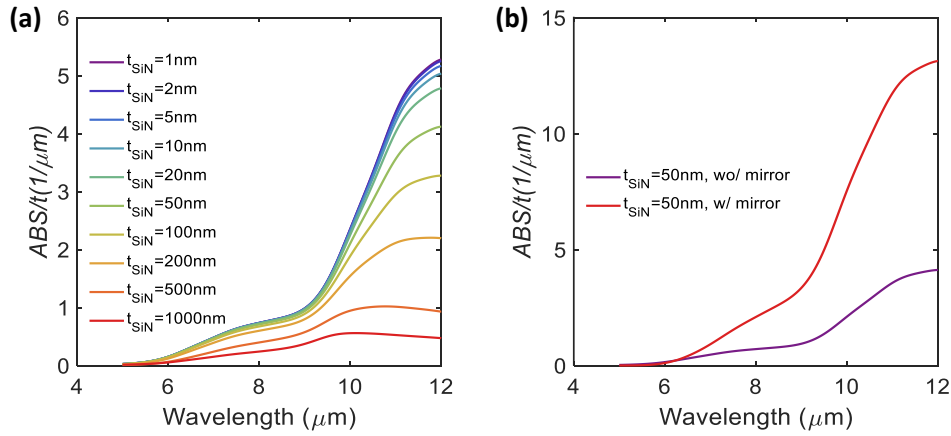 (a)
6
5
4
3
2
1
0
ABS/t(1/μm)
t_SiN=1nm
t_SiN=2nm
t_SiN=5nm
t_SiN=10nm
t_SiN=20nm
t_SiN=50nm
t_SiN=100nm
t_SiN=200nm
t_SiN=500nm
t_SiN=1000nm
4 6 8 10 12
Wavelength (μm)
(b)
15
10
5
0
ABS/t(1/μm)
t_SiN=50nm, wo/ mirror
t_SiN=50nm, w/ mirror
4 6 8 10 12
Wavelength (μm)